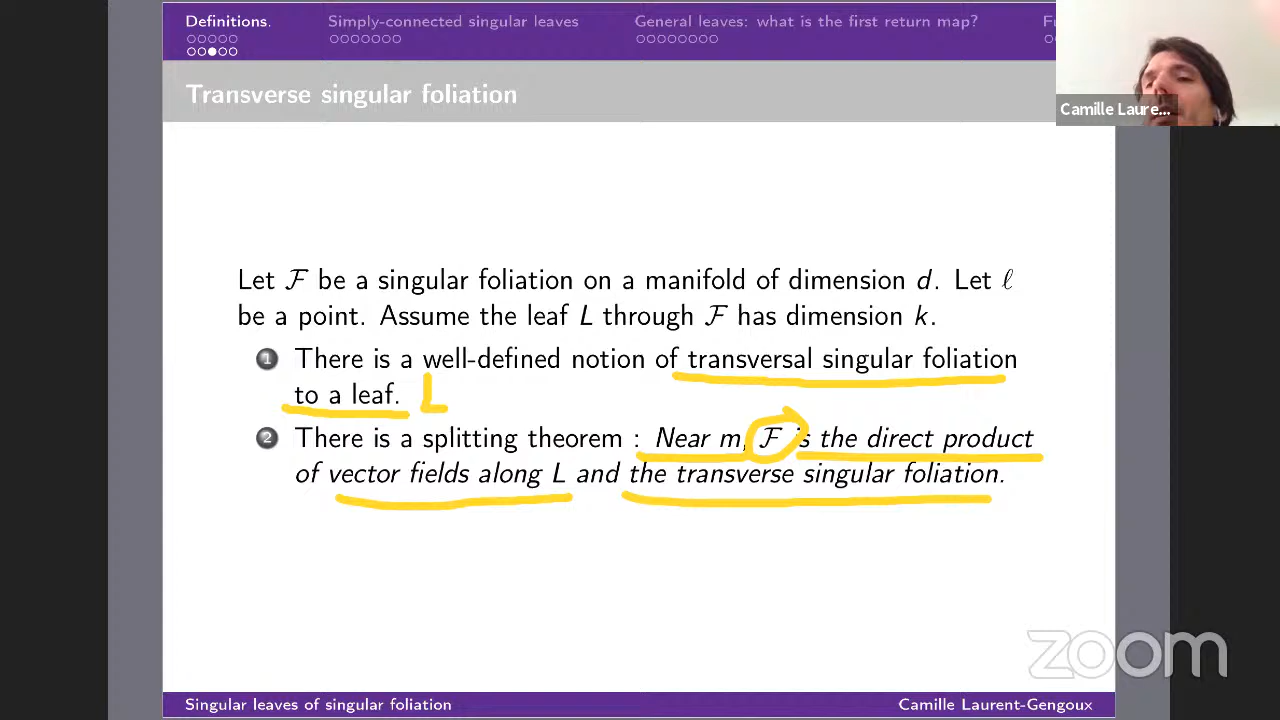 Definitions.
Simply-connected singular leaves
General leaves: what is the first return map?
Transverse singular foliation
Camille Laure...
Let ℱ be a singular foliation on a manifold of dimension d. Let ℓ
be a point. Assume the leaf L through ℱ has dimension k.
1 There is a well-defined notion of transversal singular foliation
to a leaf. L
2 There is a splitting theorem : Near m, ℱ is the direct product
of vector fields along L and the transverse singular foliation.
zoom
Singular leaves of singular foliation
Camille Laurent-Gengoux